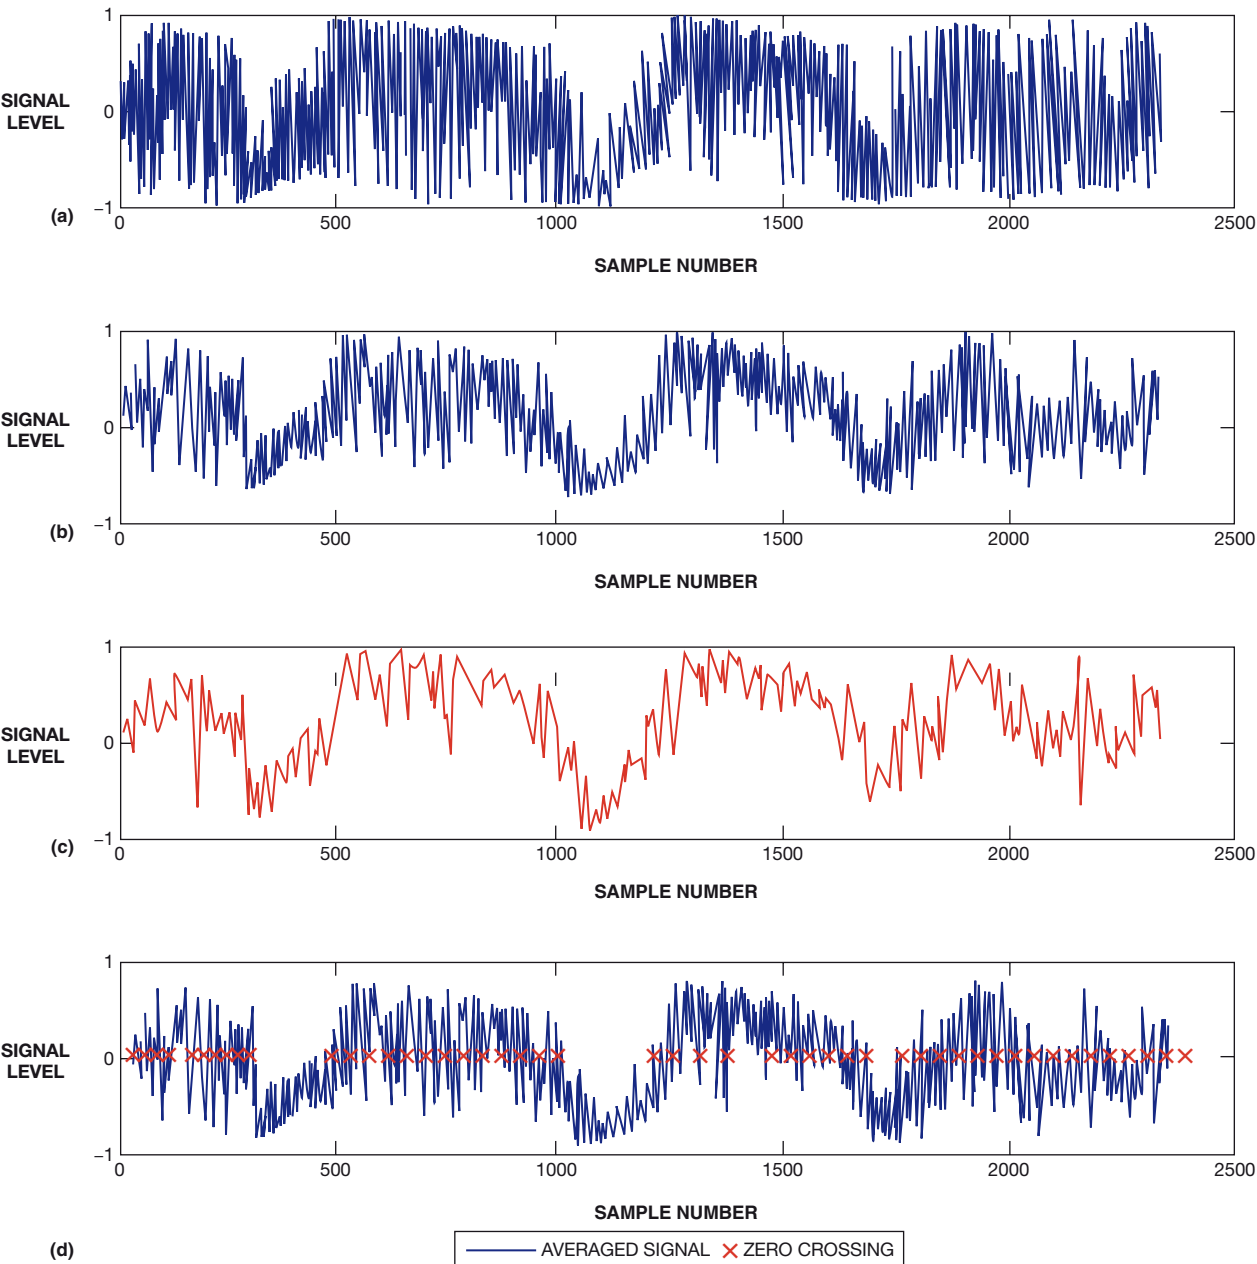 1
SIGNAL
LEVEL
0
−1
(a)
0 500 1000 1500 2000 2500
SAMPLE NUMBER
1
SIGNAL
LEVEL
0
−1
(b)
0 500 1000 1500 2000 2500
SAMPLE NUMBER
1
SIGNAL
LEVEL
0
−1
(c)
0 500 1000 1500 2000 2500
SAMPLE NUMBER
1
SIGNAL
LEVEL
0
−1
0 500 1000 1500 2000 2500
SAMPLE NUMBER
(d)
AVERAGED SIGNAL ZERO CROSSING